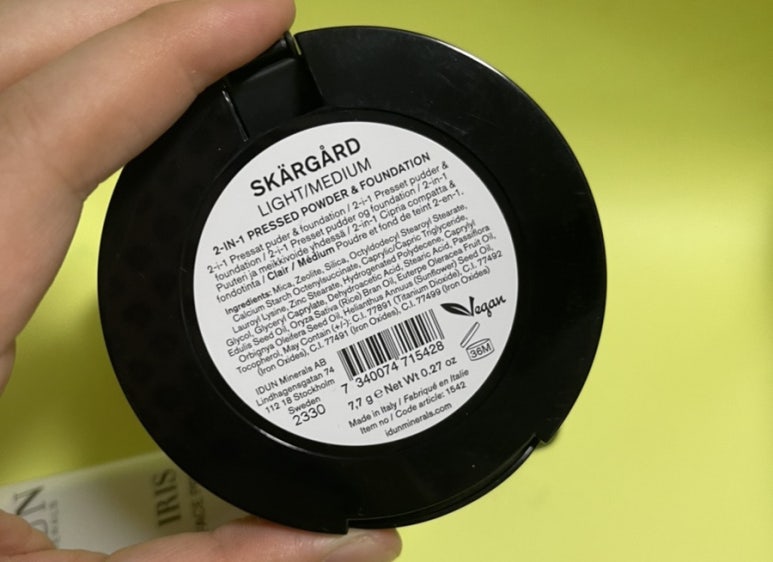 SKÄRGÅRD
LIGHT/MEDIUM
2-IN-1 PRESSED POWDER & FOUNDATION
2-i-1 Pressat puder & foundation / 2-i-1 Presset pudder &
foundation / 2-i-1 Presset pudder og foundation / 2-in-1
Puuteri ja meikkivoide yhdessä / 2-in-1 Cipria compatta &
fondotinta / Clair / Médium Poudre et fond de teint 2-en-1.
Ingredients: Mica, Zeolite, Silica, Octyldodecyl Stearoyl Stearate,
Calcium Starch Octenylsuccinate, Caprylic/Capric Triglyceride,
Lauroyl Lysine, Zinc Stearate, Hydrogenated Polydecene, Caprylyl
Glycol, Glyceryl Caprylate, Dehydroacetic Acid, Stearic Acid, Passiflora
Edulis Seed Oil, Oryza Sativa (Rice) Bran Oil, Euterpe Oleracea Fruit Oil,
Orbignya Oleifera Seed Oil, Helianthus Annuus (Sunflower) Seed Oil,
Tocopherol, May Contain (+/-), C.I. 77891 (Titanium Dioxide), C.I. 77492
(Iron Oxides), C.I. 77491 (Iron Oxides), C.I. 77499 (Iron Oxides)
Vegan
36M
IDUN Minerals AB
Lindhagensgatan 74
112 18 Stockholm
Sweden
2330
7 340074 715428
7,7 g e Net Wt 0.27 oz
Made in Italy / Fabriqué en Italie
Item no / Code article: 1542
idunminerals.com
IRIS